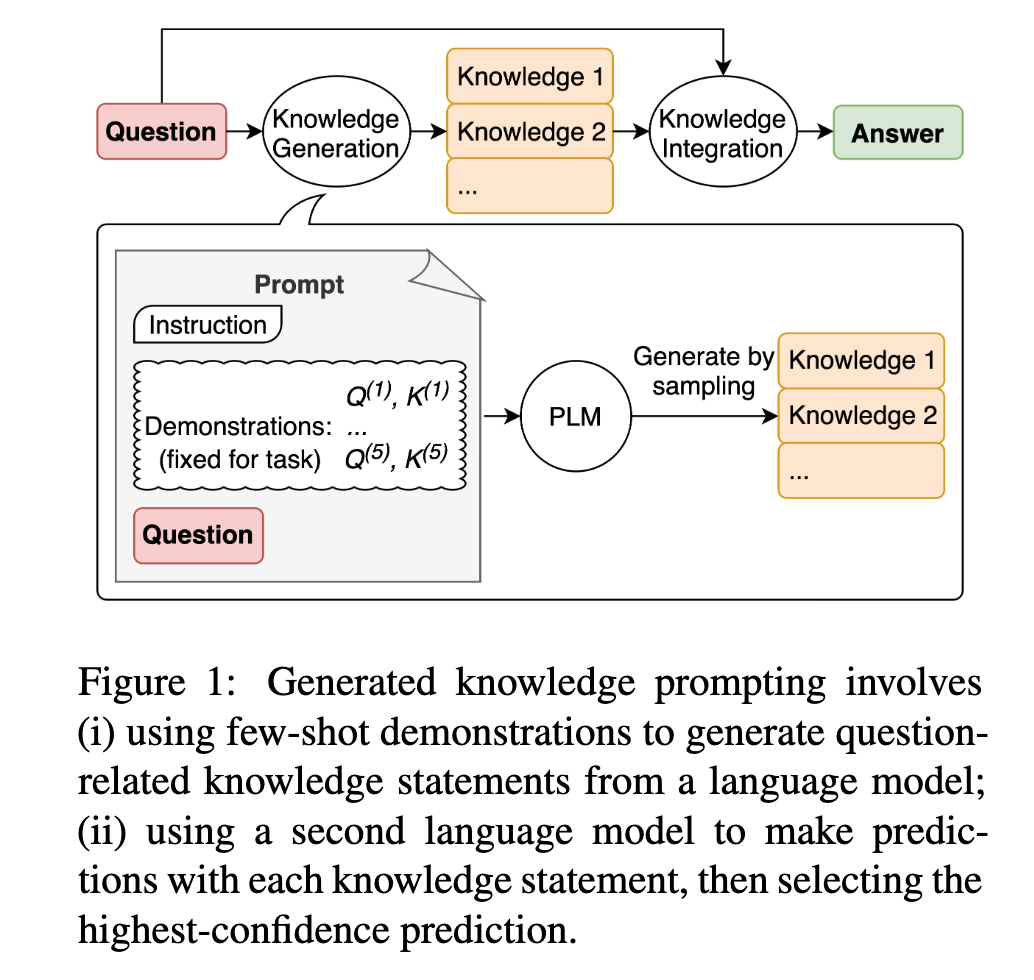 Knowledge 1
Question
Knowledge
Generation
Knowledge 2
Knowledge
Integration
Answer
...
Prompt
Instruction
Q(1), K(1)
Demonstrations: ...
(fixed for task) Q(5), K(5)
Question
PLM
Generate by
sampling
Knowledge 1
Knowledge 2
...
Figure 1: Generated knowledge prompting involves
(i) using few-shot demonstrations to generate question-
related knowledge statements from a language model;
(ii) using a second language model to make predic-
tions with each knowledge statement, then selecting the
highest-confidence prediction.